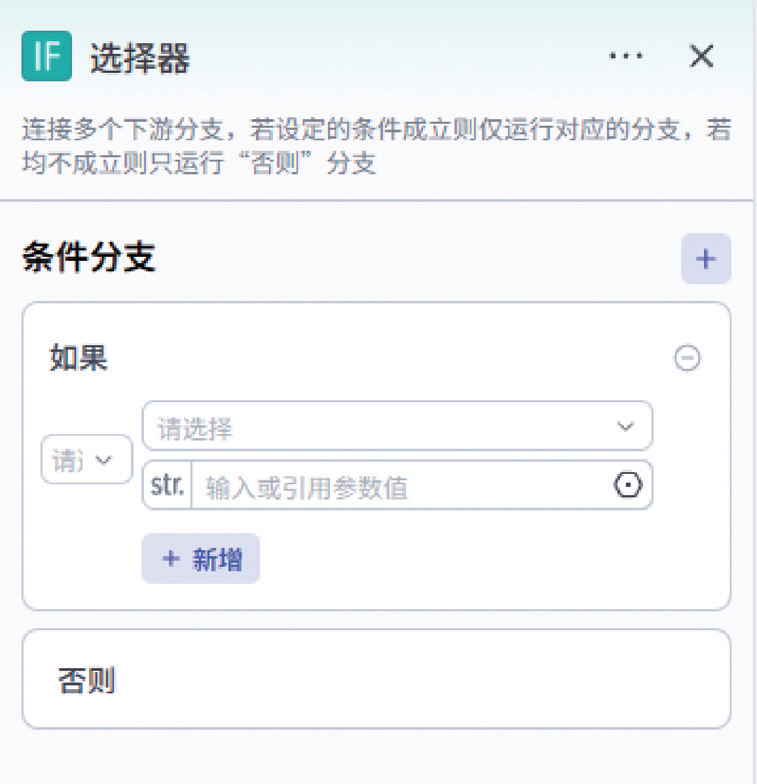 IF 选择器
连接多个下游分支，若设定的条件成立则仅运行对应的分支，若
均不成立则只运行“否则”分支
条件分支
如果
请选择
请
str. 输入或引用参数值
+ 新增
否则